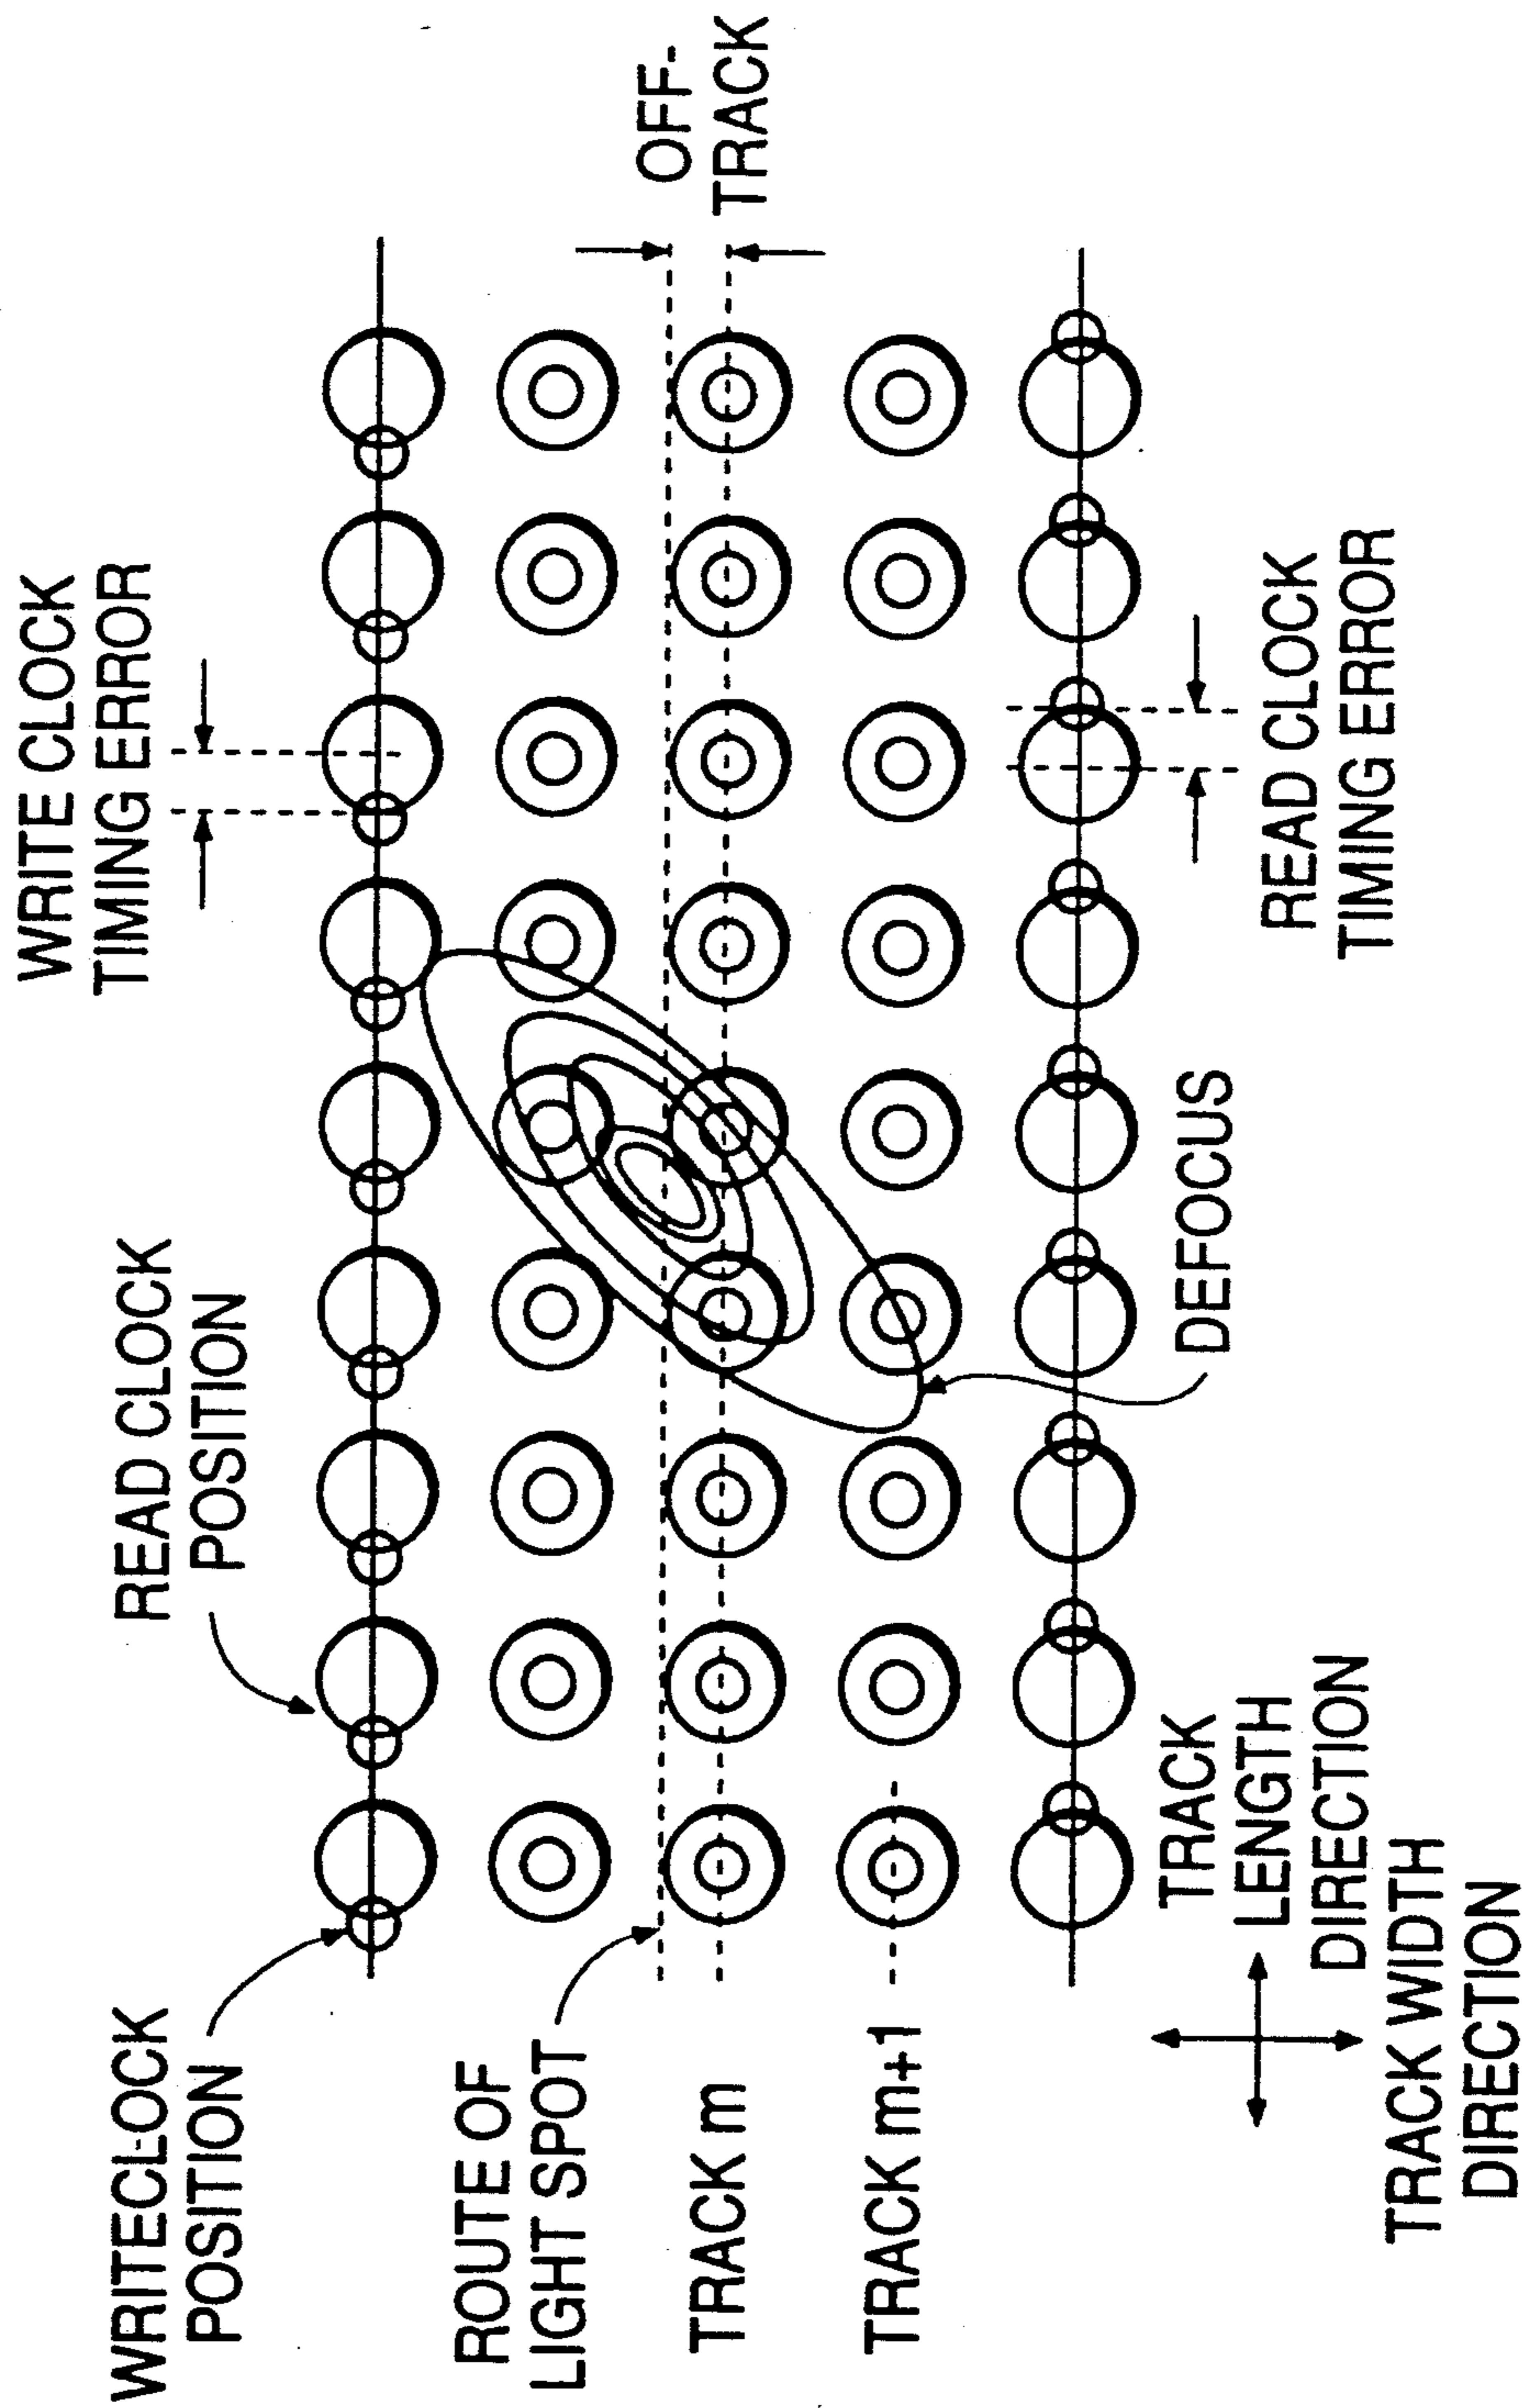 WRITE CLOCK
TIMING ERROR
READ CLOCK
POSITION
WRITECLOCK
POSITION
OFF-
TRACK
ROUTE OF
LIGHT SPOT
TRACK m
TRACK m+1
DEFOCUS
READ CLOCK
TIMING ERROR
TRACK
LENGTH
DIRECTION
TRACK WIDTH
DIRECTION